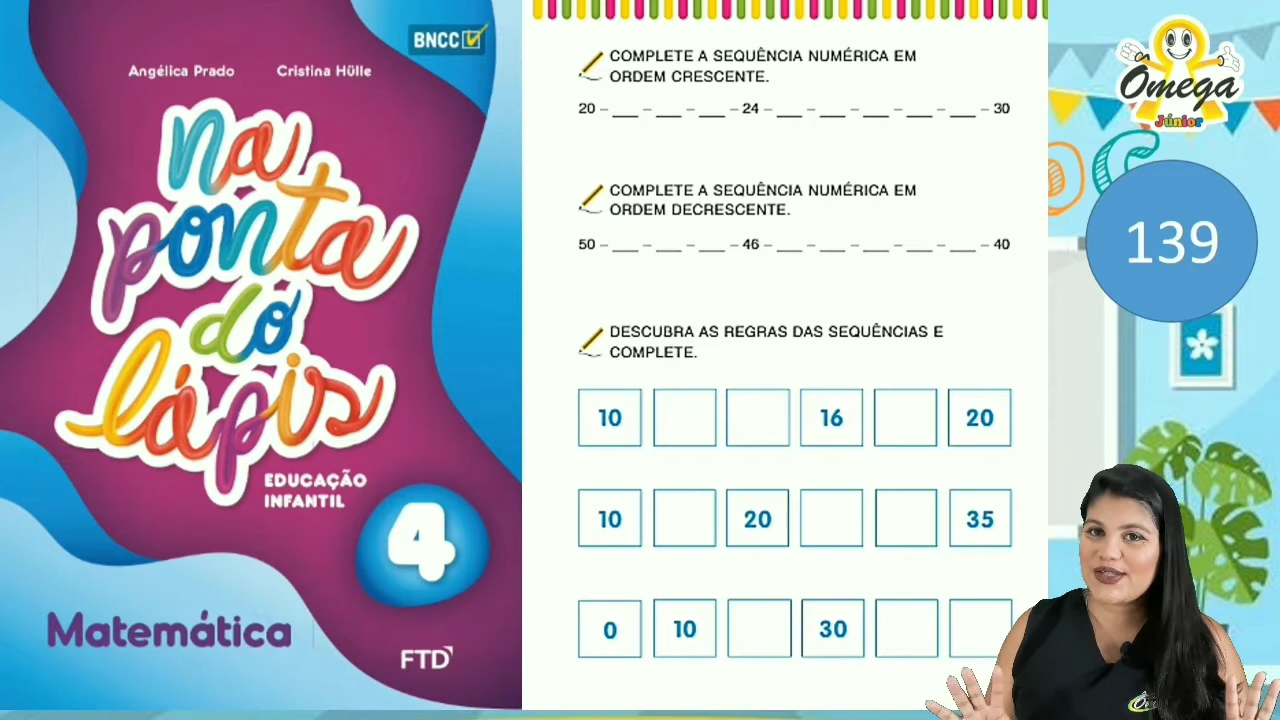 BNCC
Angélica Prado Cristina Hülle
na
ponta
do
lápis
EDUCAÇÃO
INFANTIL
4
Matemática
FTD
COMPLETE A SEQUÊNCIA NUMÉRICA EM
ORDEM CRESCENTE.
20 – ___ – ___ – ___ – 24 – ___ – ___ – ___ – ___ – ___ – 30
COMPLETE A SEQUÊNCIA NUMÉRICA EM
ORDEM DECRESCENTE.
50 – ___ – ___ – ___ – 46 – ___ – ___ – ___ – ___ – ___ – 40
DESCUBRA AS REGRAS DAS SEQUÊNCIAS E
COMPLETE.
10 16 20
10 20 35
0 10 30
Omega
Júnior
139